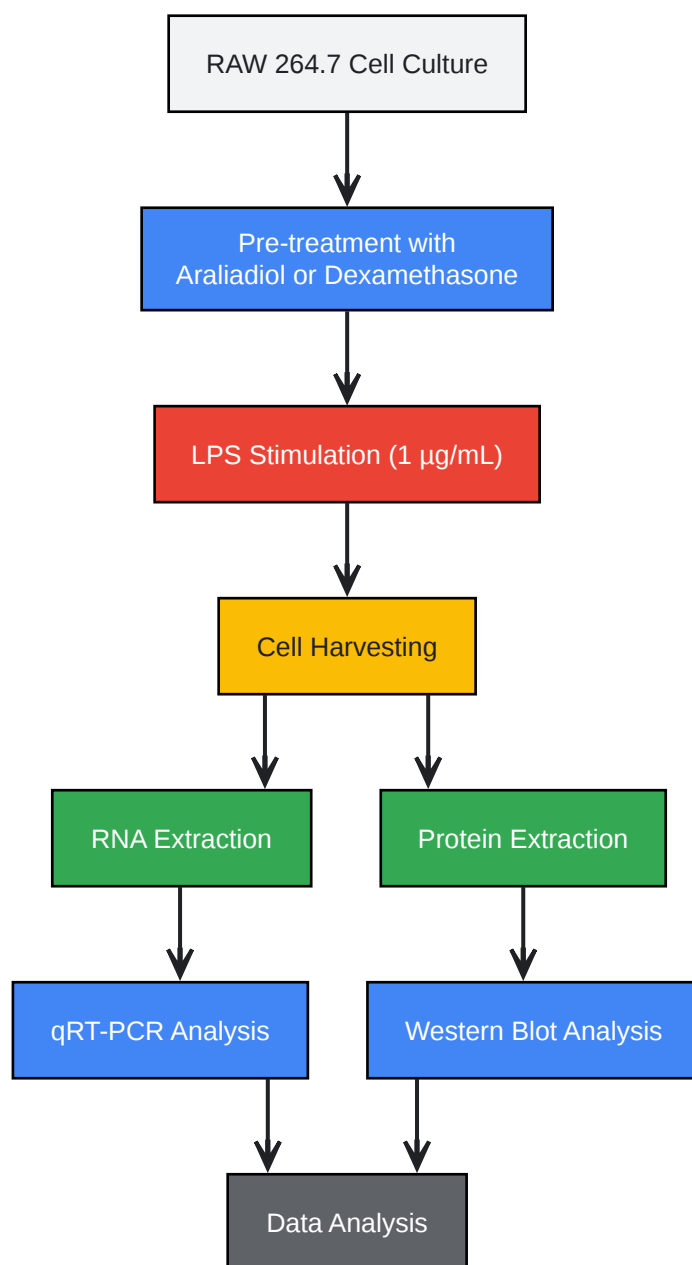 RAW 264.7 Cell Culture
Pre-treatment with
Araliadiol or Dexamethasone
LPS Stimulation (1 µg/mL)
Cell Harvesting
RNA Extraction
Protein Extraction
qRT-PCR Analysis
Western Blot Analysis
Data Analysis